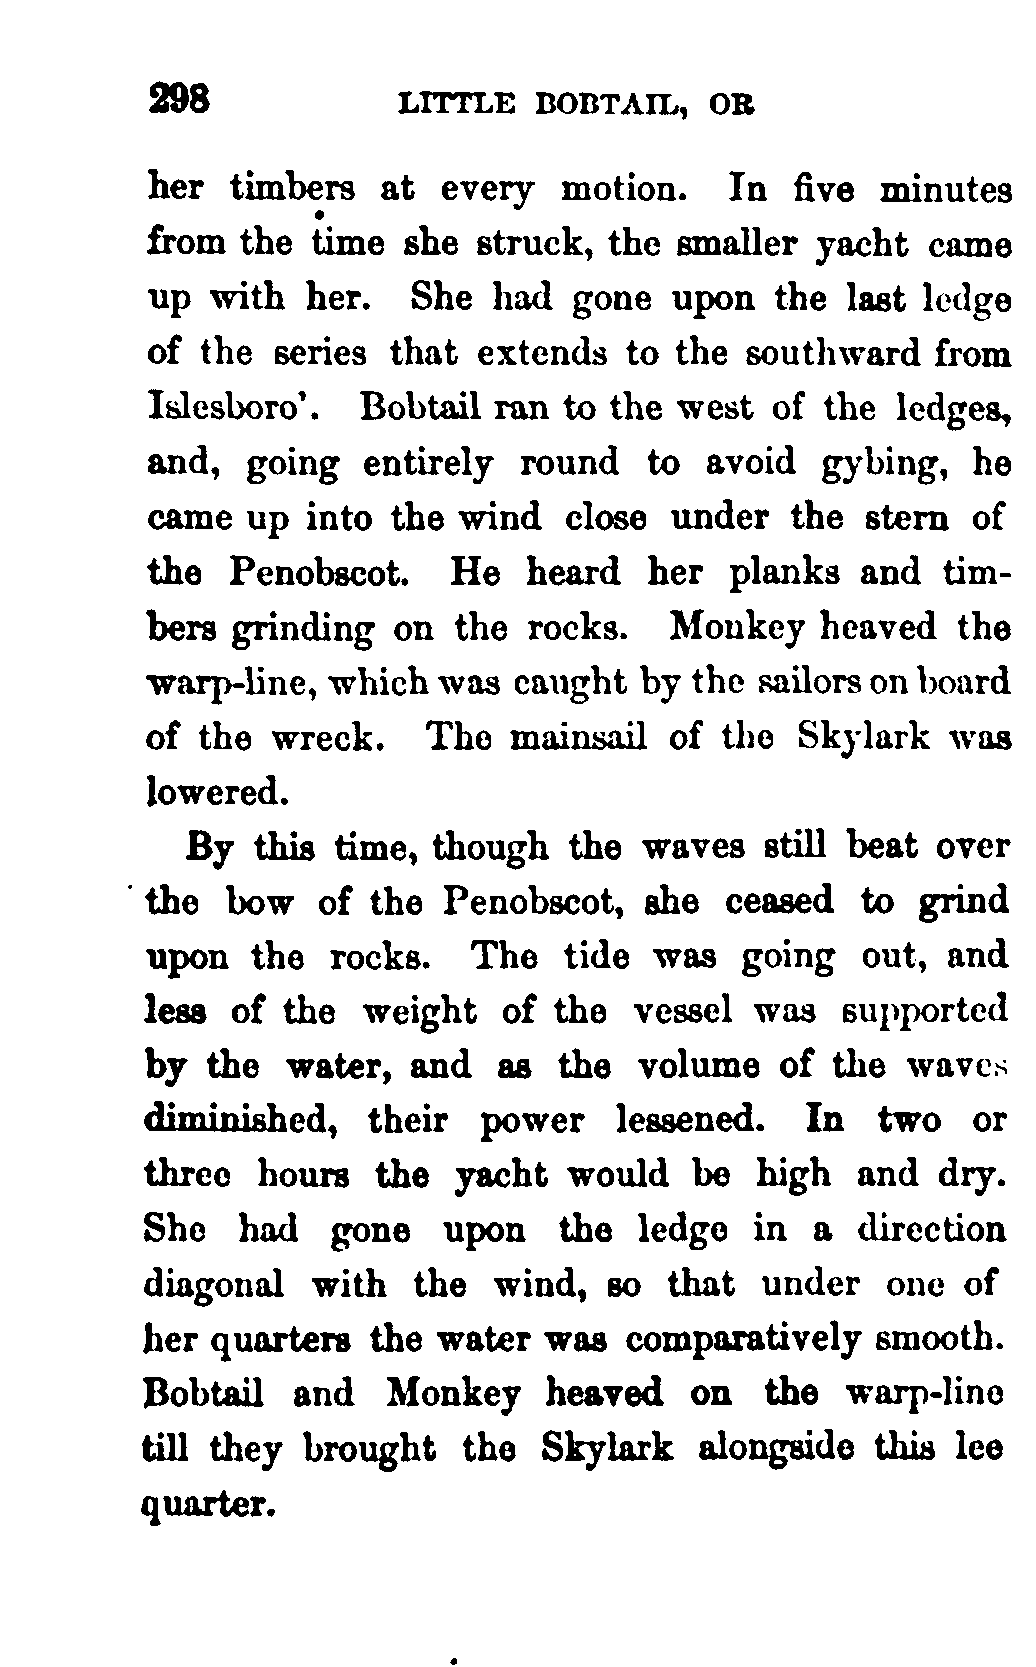 298 LITTLE BOBTAIL, OR
her timbers at every motion. In five minutes
from the time she struck, the smaller yacht came
up with her. She had gone upon the last ledge
of the series that extends to the southward from
Islesboro'. Bobtail ran to the west of the ledges,
and, going entirely round to avoid gybing, he
came up into the wind close under the stern of
the Penobscot. He heard her planks and tim-
bers grinding on the rocks. Monkey heaved the
warp-line, which was caught by the sailors on board
of the wreck. The mainsail of the Skylark was
lowered.
By this time, though the waves still beat over
the bow of the Penobscot, she ceased to grind
upon the rocks. The tide was going out, and
less of the weight of the vessel was supported
by the water, and as the volume of the waves
diminished, their power lessened. In two or
three hours the yacht would be high and dry.
She had gone upon the ledge in a direction
diagonal with the wind, so that under one of
her quarters the water was comparatively smooth.
Bobtail and Monkey heaved on the warp-line
till they brought the Skylark alongside this lee
quarter.